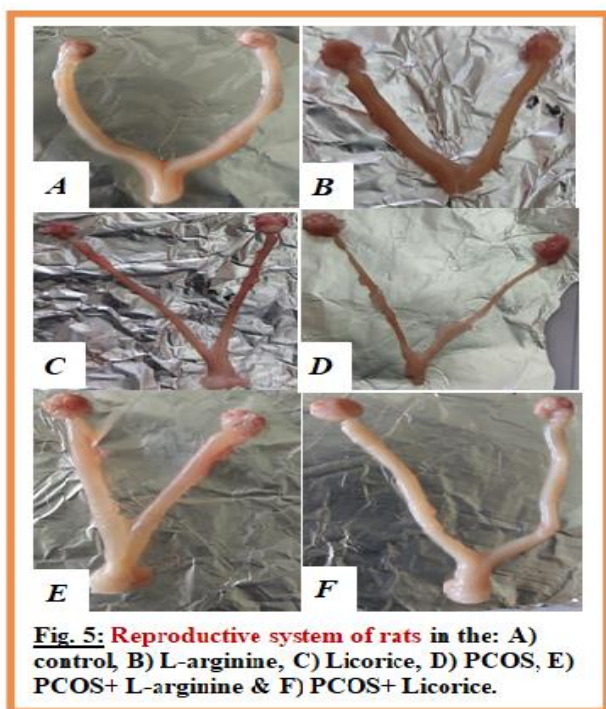 A
B
C
D
E
F
Fig. 5: Reproductive system of rats in the: A)
control, B) L-arginine, C) Licorice, D) PCOS, E)
PCOS+ L-arginine & F) PCOS+ Licorice.